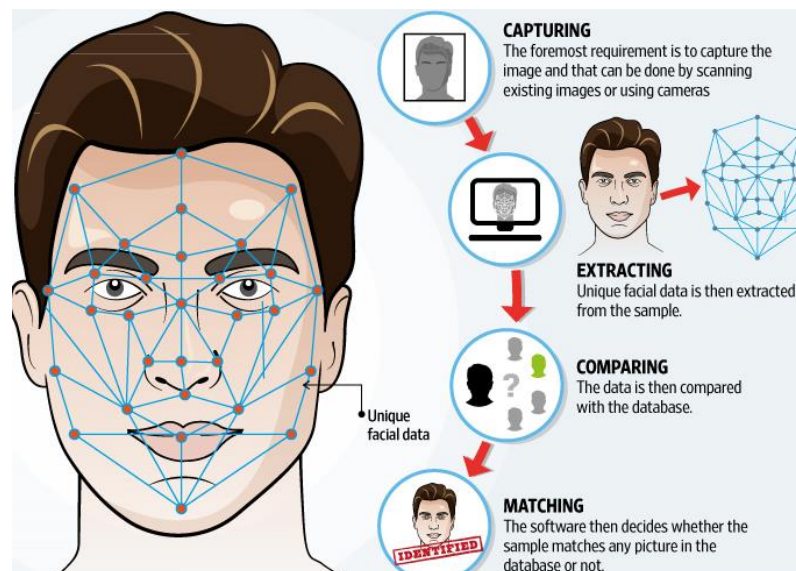 CAPTURING
The foremost requirement is to capture the
image and that can be done by scanning
existing images or using cameras
EXTRACTING
Unique facial data is then extracted
from the sample.
COMPARING
The data is then compared
with the database.
?
Unique
facial data
MATCHING
The software then decides whether the
sample matches any picture in the
database or not.
IDENTIFIED